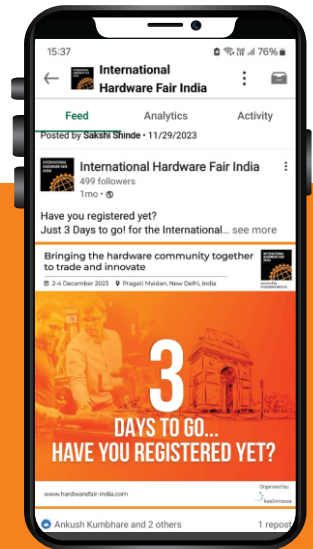 15:37
76%
International
Hardware Fair India
Feed Analytics Activity
Posted by Sakshi Shinde • 11/29/2023
International Hardware Fair India
499 followers
1mo •
Have you registered yet?
Just 3 Days to go! for the International... see more
Bringing the hardware community together
to trade and innovate
2-4 December 2023 Pragati Maidan, New Delhi, India
3
DAYS TO GO...
HAVE YOU REGISTERED YET?
www.hardwarefair-india.com
Organised by:
koelnmesse
Ankush Kumbhare and 2 others 1 repost